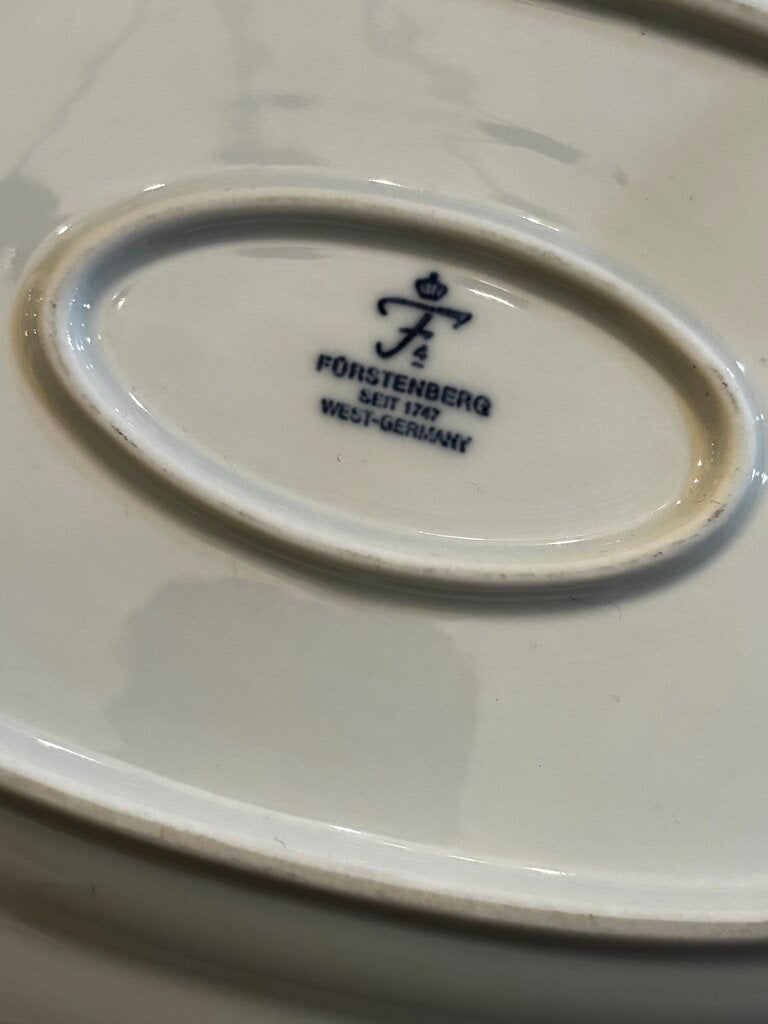 F
4
FÜRSTENBERG
SEIT 1747
WEST-GERMANY